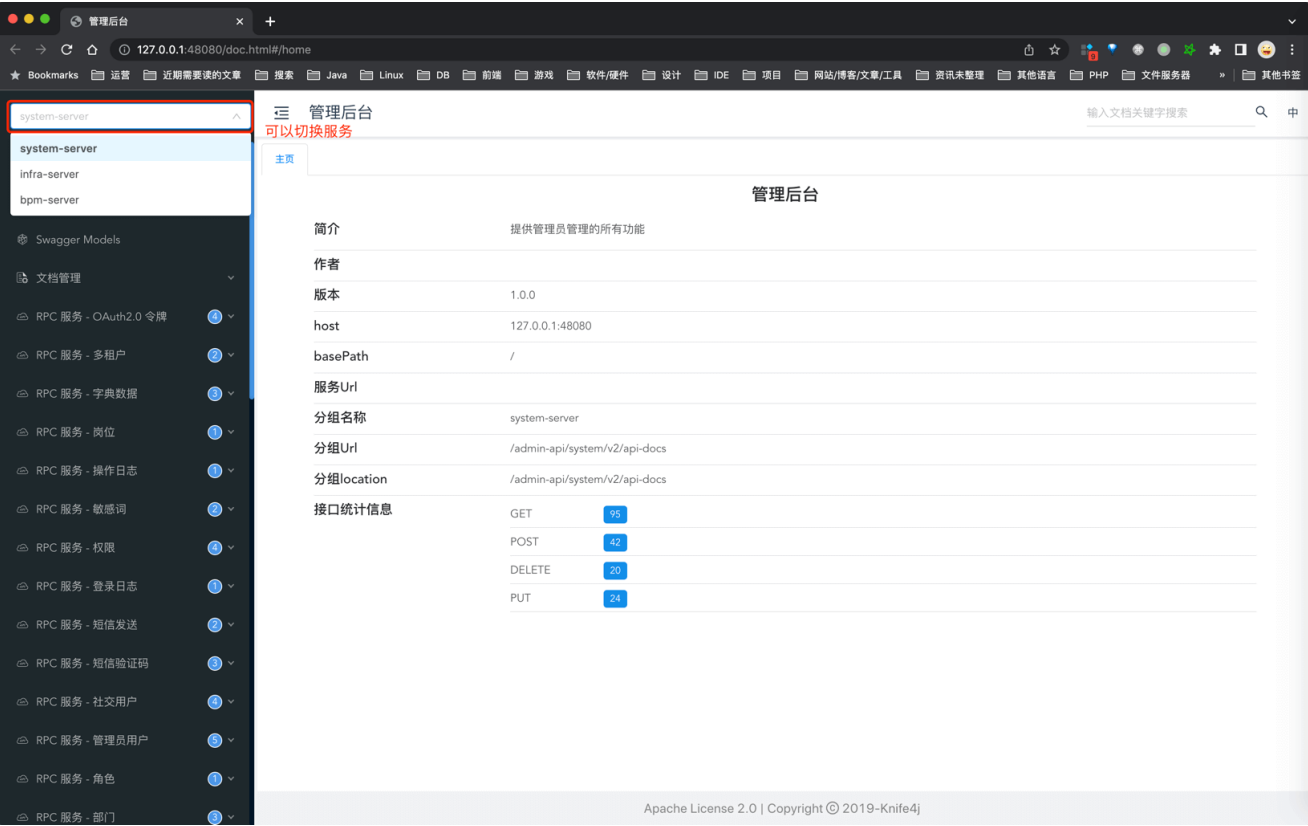 管理后台
127.0.0.1:48080/doc.html#/home
9
Bookmarks 运营 近期需要读的文章 搜索 Java Linux DB 前端 游戏 软件/硬件 设计 IDE 项目 网站/博客/文章/工具 资讯未整理 其他语言 PHP 文件服务器 » 其他书签
system-server
管理后台
输入文档关键字搜索
中
可以切换服务
system-server
infra-server
bpm-server
主页
管理后台
简介 提供管理员管理的所有功能
作者
版本 1.0.0
host 127.0.0.1:48080
basePath /
服务Url
分组名称 system-server
分组Url /admin-api/system/v2/api-docs
分组location /admin-api/system/v2/api-docs
接口统计信息
GET 95
POST 42
DELETE 20
PUT 24
Swagger Models
文档管理
RPC 服务 - OAuth2.0 令牌 4
RPC 服务 - 多租户 2
RPC 服务 - 字典数据 3
RPC 服务 - 岗位 1
RPC 服务 - 操作日志 1
RPC 服务 - 敏感词 2
RPC 服务 - 权限 4
RPC 服务 - 登录日志 1
RPC 服务 - 短信发送 2
RPC 服务 - 短信验证码 3
RPC 服务 - 社交用户 4
RPC 服务 - 管理员用户 5
RPC 服务 - 角色 1
RPC 服务 - 部门 3
Apache License 2.0 | Copyright © 2019-Knife4j